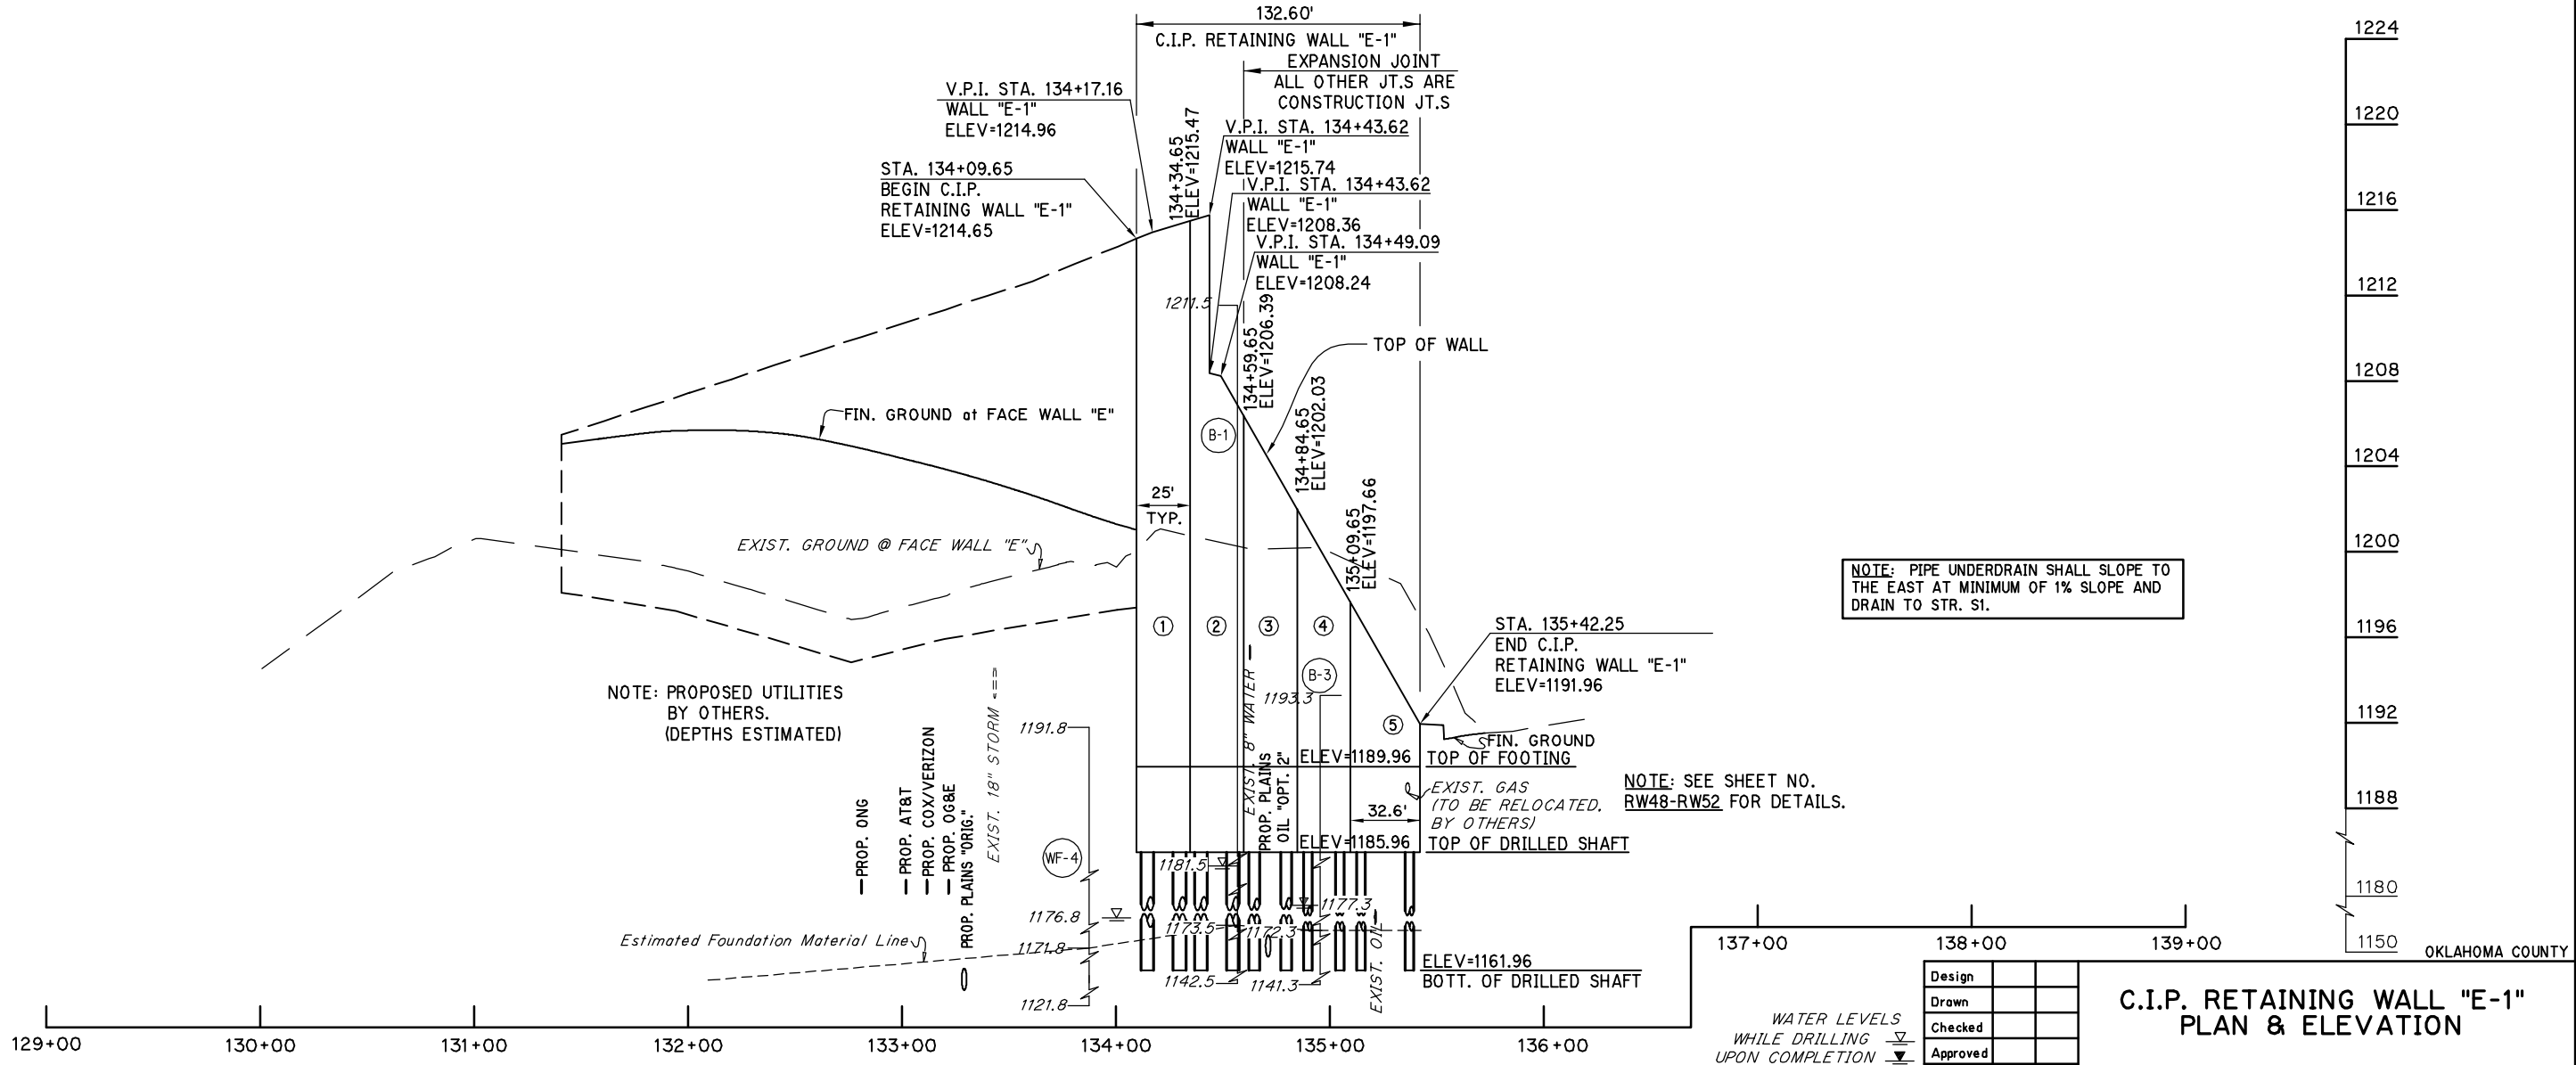 132.60'
C.I.P. RETAINING WALL "E-1"
EXPANSION JOINT
ALL OTHER JT.S ARE
CONSTRUCTION JT.S
V.P.I. STA. 134+17.16
WALL "E-1"
ELEV=1214.96
STA. 134+09.65
BEGIN C.I.P.
RETAINING WALL "E-1"
ELEV=1214.65
134+34.65
ELEV=1215.47
V.P.I. STA. 134+43.62
WALL "E-1"
ELEV=1215.74
V.P.I. STA. 134+43.62
WALL "E-1"
ELEV=1208.36
V.P.I. STA. 134+49.09
WALL "E-1"
ELEV=1208.24
1211.5
134+59.65
ELEV=1206.39
TOP OF WALL
134+84.65
ELEV=1202.03
135+09.65
ELEV=1197.66
B-1
FIN. GROUND at FACE WALL "E"
25'
TYP.
EXIST. GROUND @ FACE WALL "E"
1
2
3
4
5
B-3
1193.3
STA. 135+42.25
END C.I.P.
RETAINING WALL "E-1"
ELEV=1191.96
FIN. GROUND
NOTE: PIPE UNDERDRAIN SHALL SLOPE TO
THE EAST AT MINIMUM OF 1% SLOPE AND
DRAIN TO STR. S1.
NOTE: PROPOSED UTILITIES
BY OTHERS.
(DEPTHS ESTIMATED)
PROP. ONG
PROP. AT&T
PROP. COX/VERIZON
PROP. OG&E
PROP. PLAINS "ORIG."
EXIST. 18" STORM
1191.8
WF-4
1176.8
1171.8
1121.8
EXIST. 8" WATER
PROP. PLAINS
OIL "OPT. 2"
ELEV=1189.96 TOP OF FOOTING
EXIST. GAS
(TO BE RELOCATED,
BY OTHERS)
NOTE: SEE SHEET NO.
RW48-RW52 FOR DETAILS.
32.6'
ELEV=1185.96 TOP OF DRILLED SHAFT
1181.5
1177.3
1173.5
1172.3
1142.5
1141.3
EXIST. OIL
ELEV=1161.96
BOTT. OF DRILLED SHAFT
Estimated Foundation Material Line
1224
1220
1216
1212
1208
1204
1200
1196
1192
1188
1180
1150
129+00
130+00
131+00
132+00
133+00
134+00
135+00
136+00
137+00
138+00
139+00
WATER LEVELS
WHILE DRILLING
UPON COMPLETION
OKLAHOMA COUNTY
Design
Drawn
Checked
Approved
C.I.P. RETAINING WALL "E-1"
PLAN & ELEVATION